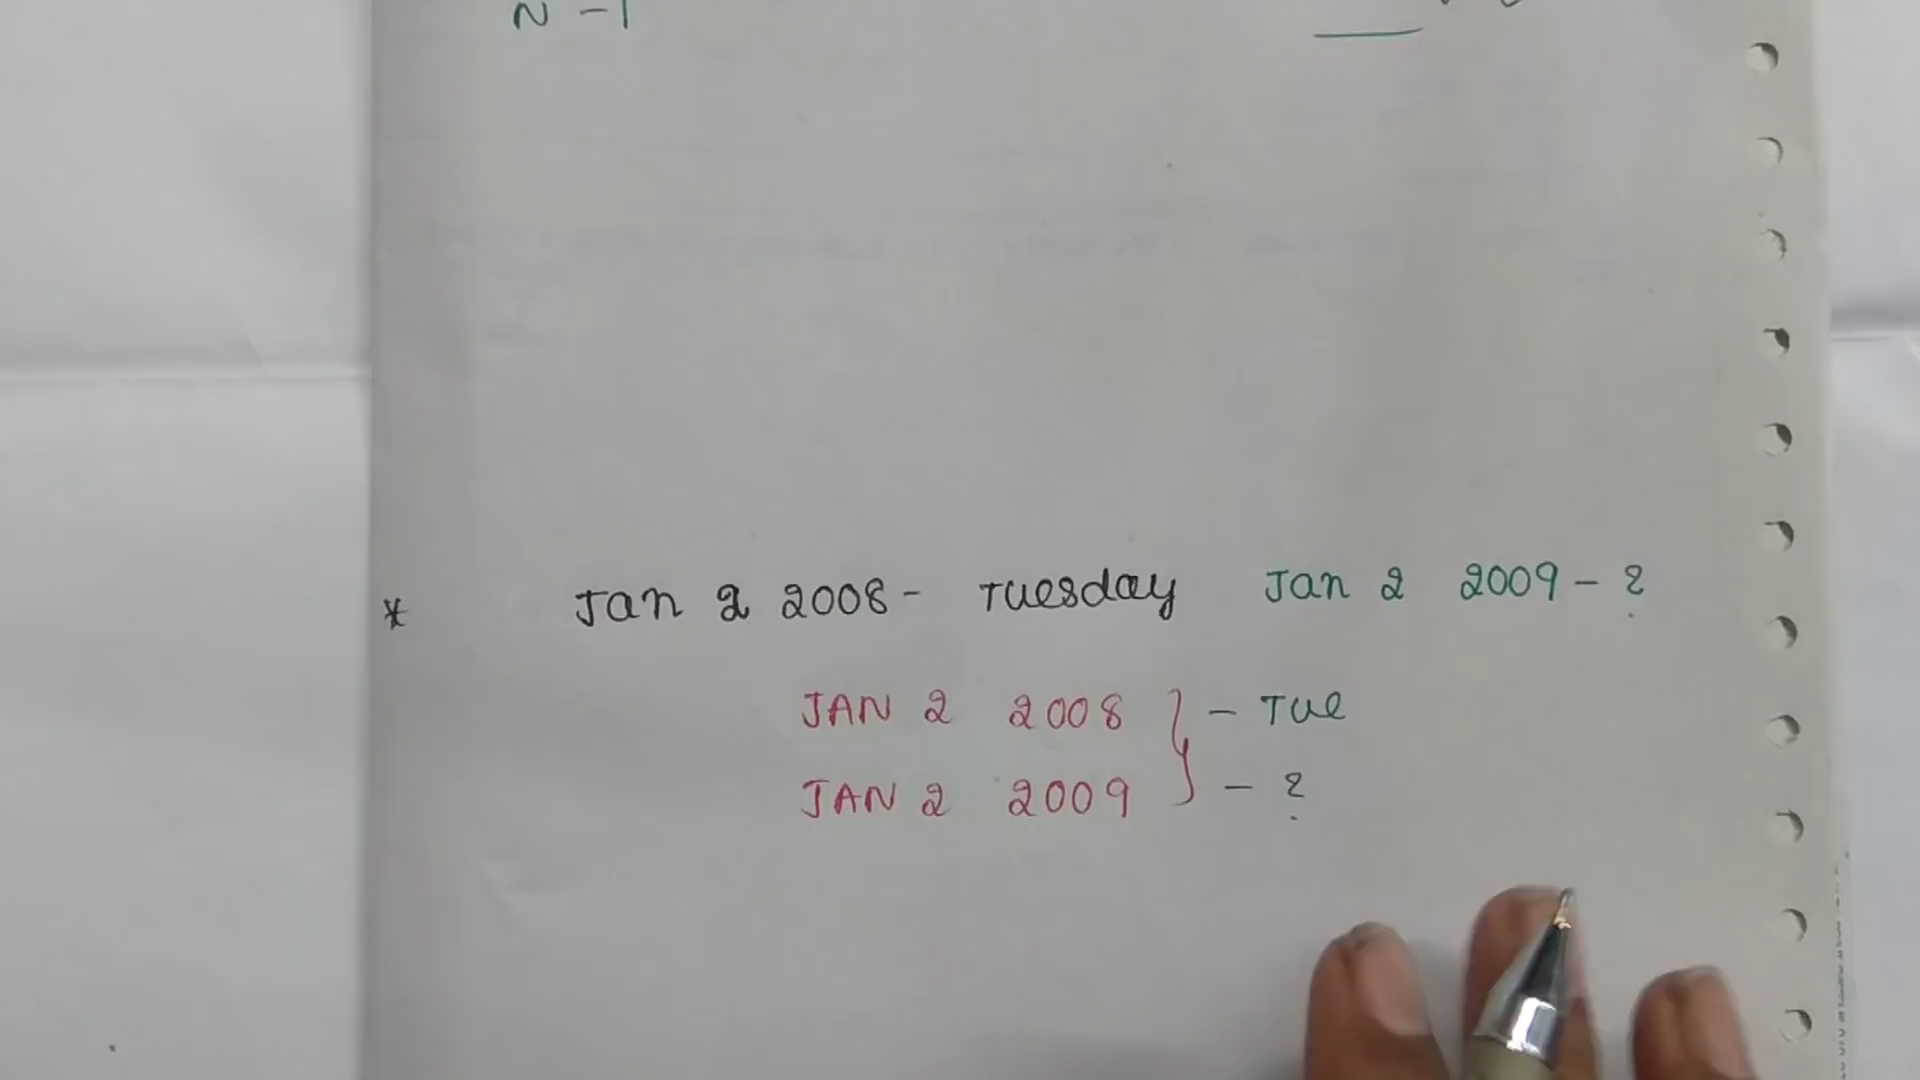 N - 1
* Jan 2 2008 - Tuesday Jan 2 2009 - ?
JAN 2 2008 } - Tue
JAN 2 2009 } - ?